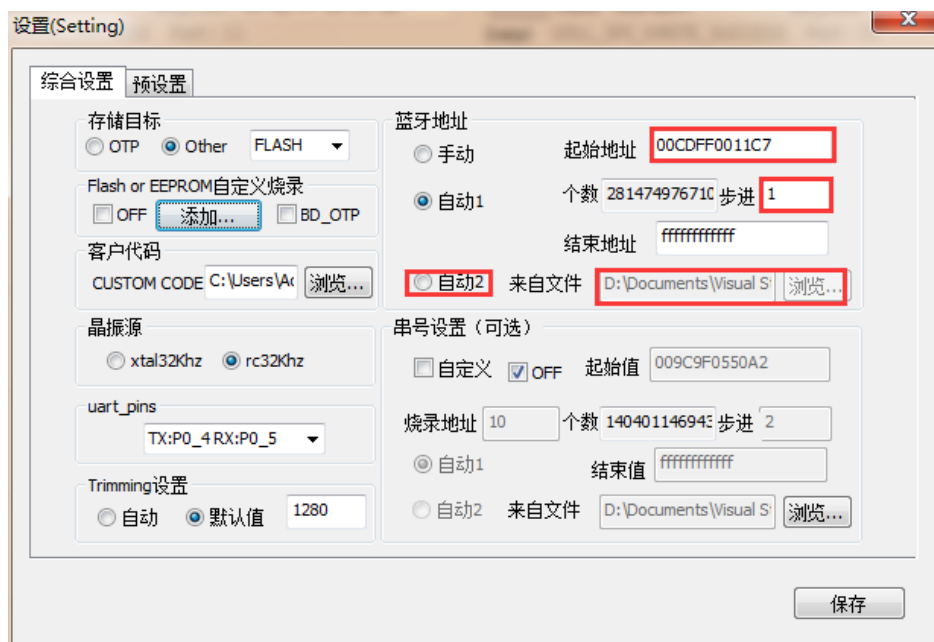 设置(Setting)
综合设置 预设置
存储目标
OTP Other FLASH
Flash or EEPROM自定义烧录
OFF 添加... BD_OTP
客户代码
CUSTOM CODE C:\Users\Ac 浏览...
晶振源
xtal32Khz rc32Khz
uart_pins
TX:P0_4 RX:P0_5
Trimming设置
自动 默认值 1280
蓝牙地址
手动 起始地址 00CDFF0011C7
自动1 个数 281474976710 步进 1
结束地址 ffffffffffff
自动2 来自文件 D:\Documents\Visual S 浏览...
串号设置（可选）
自定义 OFF 起始值 009C9F0550A2
烧录地址 10 个数 140401146943 步进 2
自动1 结束值 ffffffffffff
自动2 来自文件 D:\Documents\Visual S 浏览...
保存